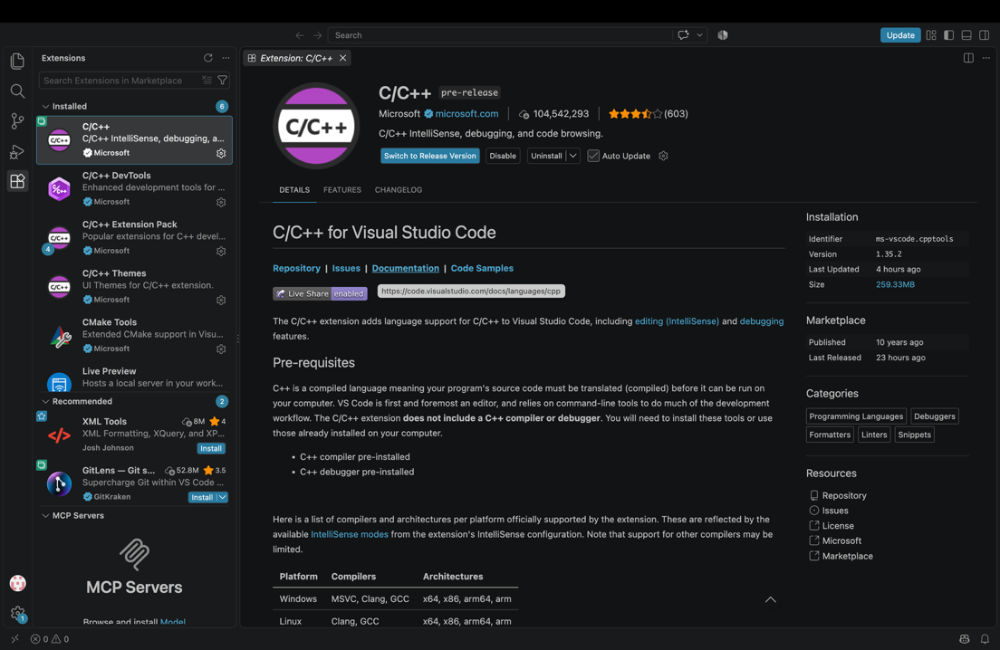 Search
Update
Extensions
Search Extensions in Marketplace
Installed
6
C/C++
C/C++ IntelliSense, debugging, a...
Microsoft
C/C++ DevTools
Enhanced development tools for ...
Microsoft
C/C++ Extension Pack
Popular extensions for C++ devel...
4
Microsoft
C/C++ Themes
UI Themes for C/C++ extension.
Microsoft
CMake Tools
Extended CMake support in Visu...
Microsoft
Live Preview
Hosts a local server in your work...
Recommended
2
XML Tools 8M 4
XML Formatting, XQuery, and XP...
Josh Johnson Install
GitLens — Git s... 52.8M 3.5
Supercharge Git within VS Code ...
GitKraken Install
MCP Servers
MCP Servers
Browse and install Model
1
0 0
Extension: C/C++
C/C++
C/C++ pre-release
Microsoft microsoft.com | 104,542,293 | (603)
C/C++ IntelliSense, debugging, and code browsing.
Switch to Release Version Disable Uninstall Auto Update
DETAILS FEATURES CHANGELOG
C/C++ for Visual Studio Code
Repository | Issues | Documentation | Code Samples
Live Share enabled
https://code.visualstudio.com/docs/languages/cpp
The C/C++ extension adds language support for C/C++ to Visual Studio Code, including editing (IntelliSense) and debugging
features.
Pre-requisites
C++ is a compiled language meaning your program's source code must be translated (compiled) before it can be run on
your computer. VS Code is first and foremost an editor, and relies on command-line tools to do much of the development
workflow. The C/C++ extension does not include a C++ compiler or debugger. You will need to install these tools or use
those already installed on your computer.
• C++ compiler pre-installed
• C++ debugger pre-installed
Here is a list of compilers and architectures per platform officially supported by the extension. These are reflected by the
available IntelliSense modes from the extension's IntelliSense configuration. Note that support for other compilers may be
limited.
Platform Compilers Architectures
Windows MSVC, Clang, GCC x64, x86, arm64, arm
Linux Clang, GCC x64, x86, arm64, arm
Installation
Identifier ms-vscode.cpptools
Version 1.35.2
Last Updated 4 hours ago
Size 259.33MB
Marketplace
Published 10 years ago
Last Released 23 hours ago
Categories
Programming Languages Debuggers
Formatters Linters Snippets
Resources
Repository
Issues
License
Microsoft
Marketplace